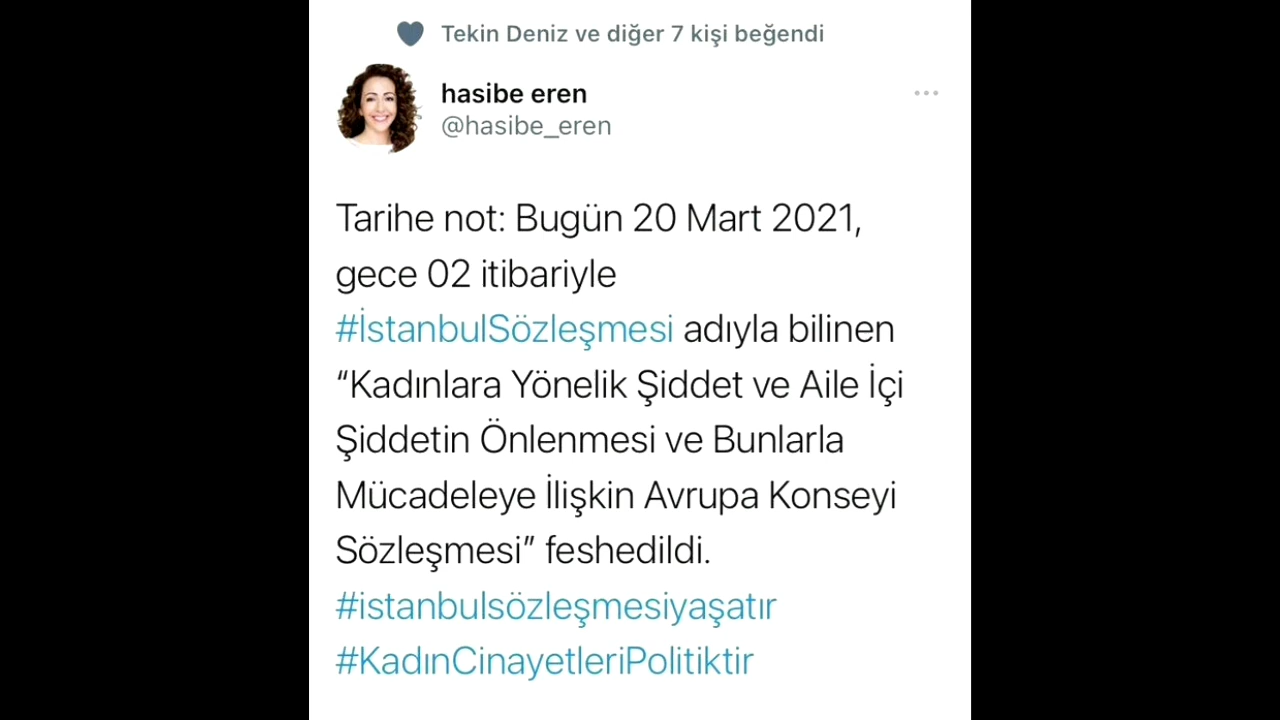 Tekin Deniz ve diğer 7 kişi beğendi
hasibe eren
@hasibe_eren
Tarihe not: Bugün 20 Mart 2021,
gece 02 itibariyle
#İstanbulSözleşmesi adıyla bilinen
“Kadınlara Yönelik Şiddet ve Aile İçi
Şiddetin Önlenmesi ve Bunlarla
Mücadeleye İlişkin Avrupa Konseyi
Sözleşmesi” feshedildi.
#istanbulsözleşmesiyaşatır
#KadınCinayetleriPolitiktir